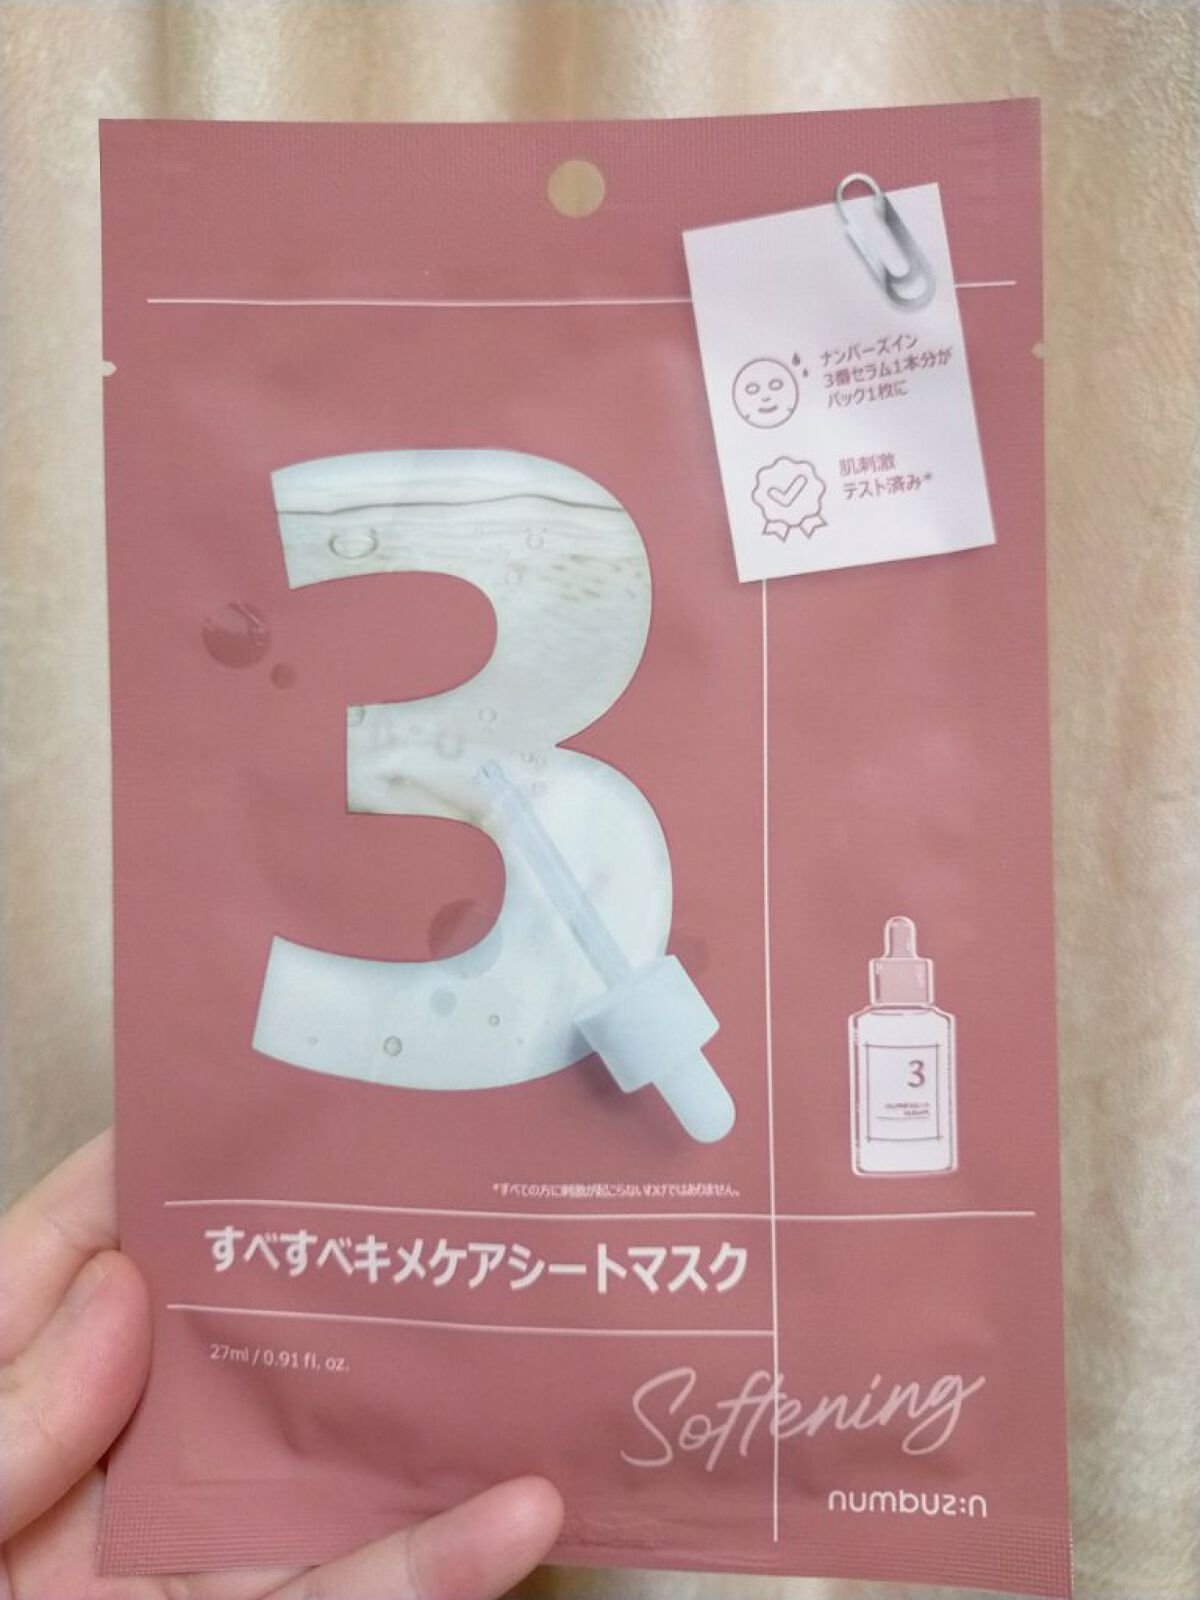 ナンバーズイン
3番セラム1本分が
パック1枚に
肌刺激
テスト済み*
3
3
*すべての方に刺激が起こらないわけではありません。
すべすべキメケアシートマスク
27ml / 0.91 fl. oz.
Softening
numbuz:n